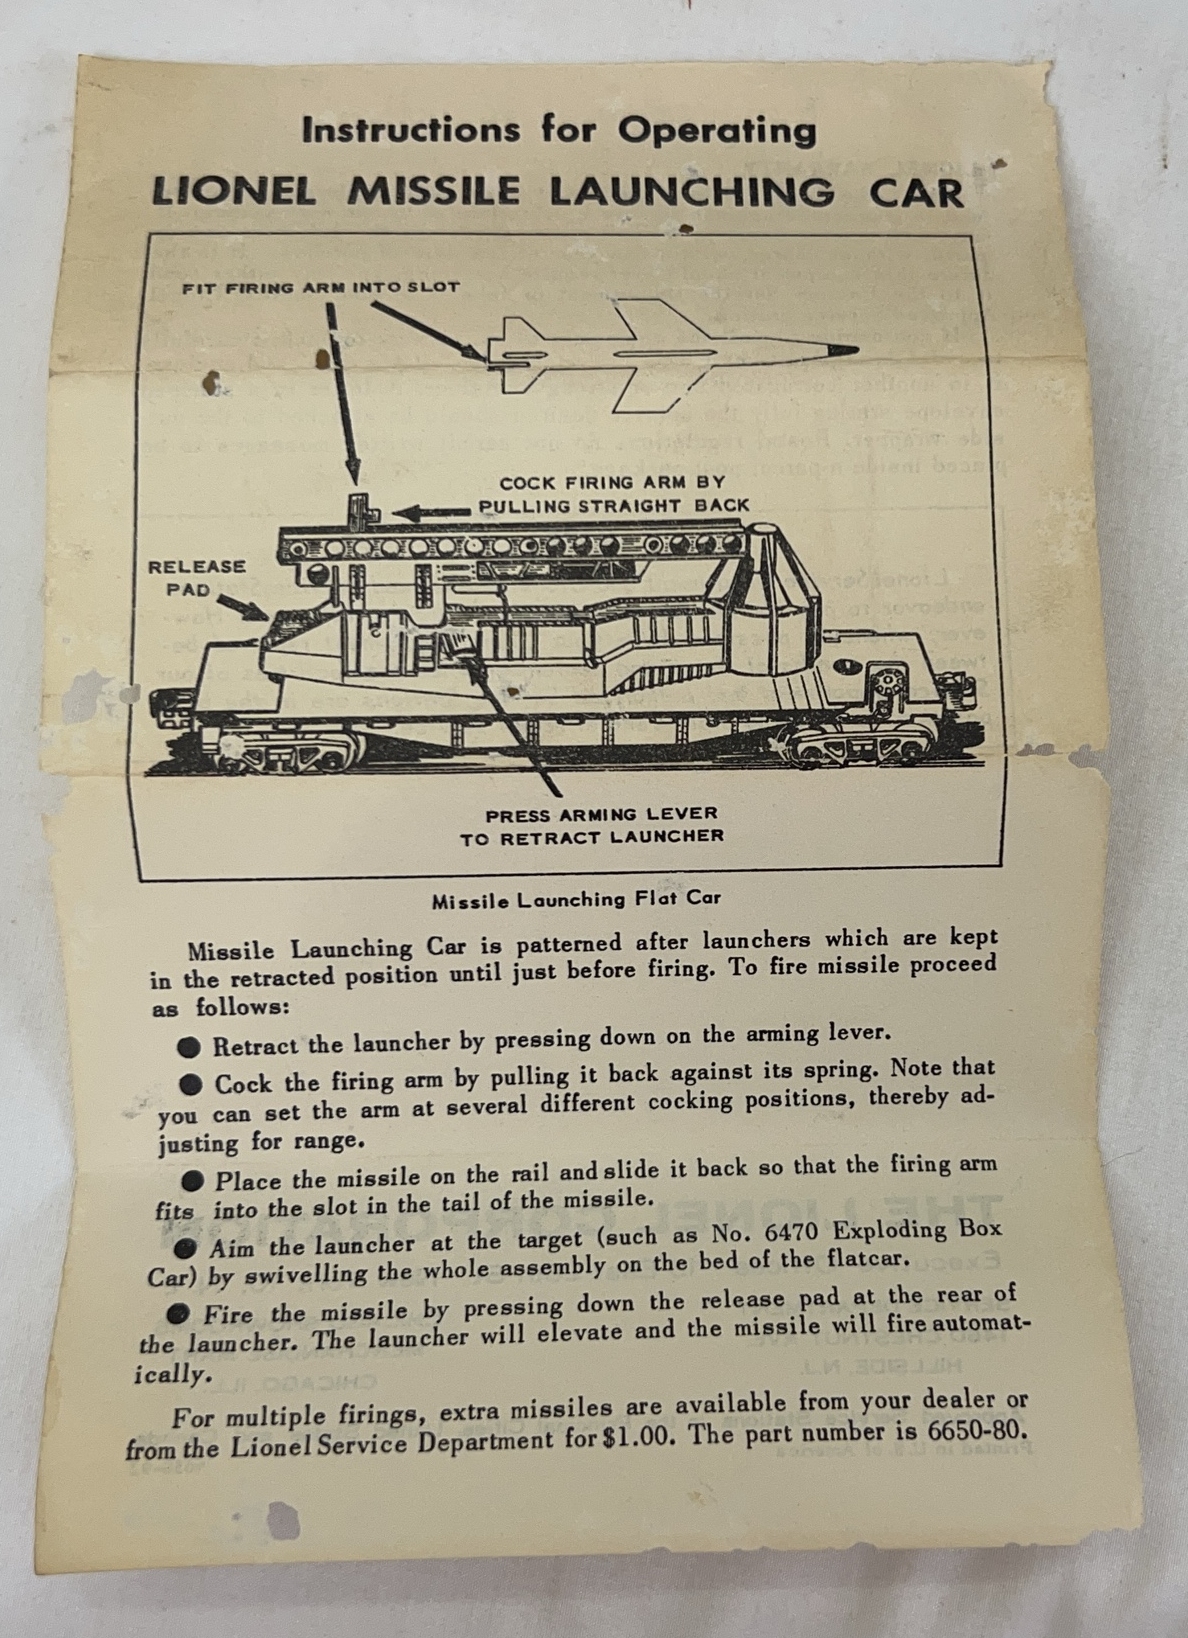 Instructions for Operating
LIONEL MISSILE LAUNCHING CAR
FIT FIRING ARM INTO SLOT
COCK FIRING ARM BY
PULLING STRAIGHT BACK
RELEASE
PAD
PRESS ARMING LEVER
TO RETRACT LAUNCHER
Missile Launching Flat Car
Missile Launching Car is patterned after launchers which are kept
in the retracted position until just before firing. To fire missile proceed
as follows:
● Retract the launcher by pressing down on the arming lever.
● Cock the firing arm by pulling it back against its spring. Note that
you can set the arm at several different cocking positions, thereby ad-
justing for range.
● Place the missile on the rail and slide it back so that the firing arm
fits into the slot in the tail of the missile.
● Aim the launcher at the target (such as No. 6470 Exploding Box
Car) by swivelling the whole assembly on the bed of the flatcar.
● Fire the missile by pressing down the release pad at the rear of
the launcher. The launcher will elevate and the missile will fire automat-
ically.
For multiple firings, extra missiles are available from your dealer or
from the Lionel Service Department for $1.00. The part number is 6650-80.